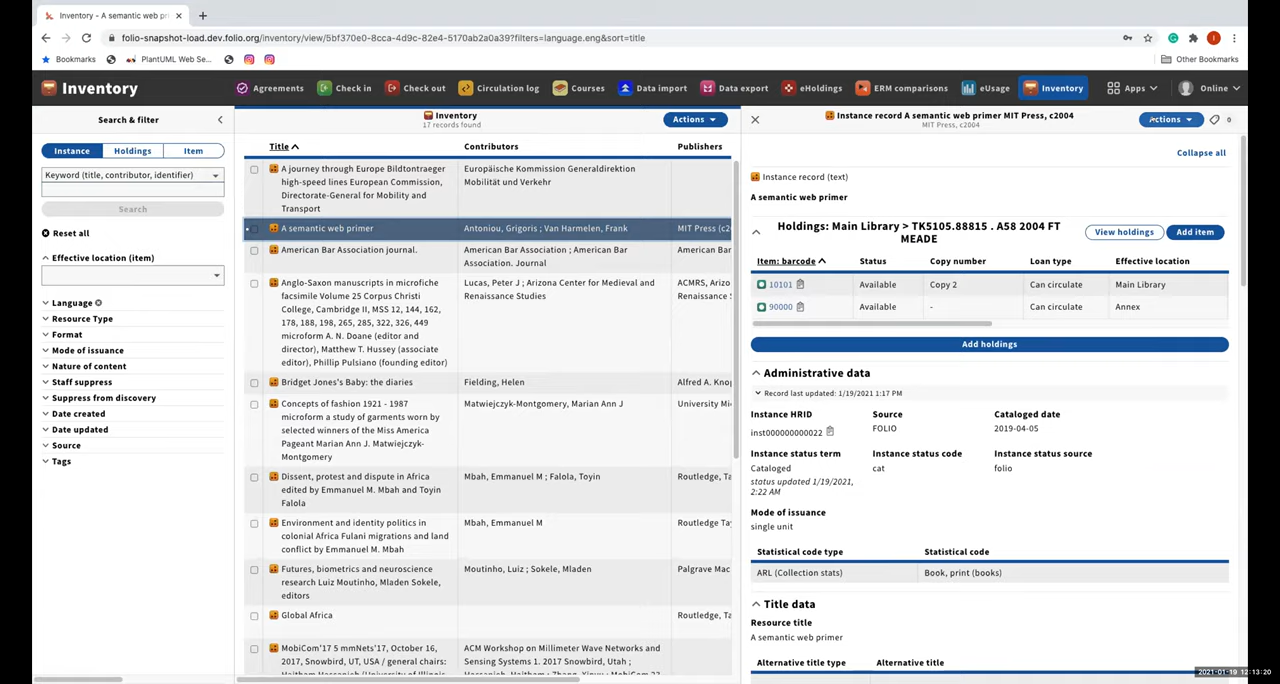 Inventory - A semantic web pr
folio-snapshot-load.dev.folio.org/inventory/view/5bf370e0-8cca-4d9c-82e4-5170ab2a0a39?filters=language.eng&sort=title
Bookmarks
PlantUML Web Se...
Other Bookmarks
Inventory
Agreements
Check in
Check out
Circulation log
Courses
Data import
Data export
eHoldings
ERM comparisons
eUsage
Inventory
Apps
Online
Search & filter
Instance
Holdings
Item
Keyword (title, contributor, identifier)
Search
Reset all
Effective location (item)
Language
Resource Type
Format
Mode of issuance
Nature of content
Staff suppress
Suppress from discovery
Date created
Date updated
Source
Tags
Inventory
17 records found
Actions
Title
Contributors
Publishers
A journey through Europe Bildtontraeger
high-speed lines European Commission,
Directorate-General for Mobility and
Transport
Europäische Kommission Generaldirektion
Mobilität und Verkehr
A semantic web primer
Antoniou, Grigoris ; Van Harmelen, Frank
MIT Press (c2
American Bar Association journal.
American Bar Association ; American Bar
Association. Journal
American Bar
Anglo-Saxon manuscripts in microfiche
facsimile Volume 25 Corpus Christi
College, Cambridge II, MSS 12, 144, 162,
178, 188, 198, 265, 285, 322, 326, 449
microform A. N. Doane (editor and
director), Matthew T. Hussey (associate
editor), Phillip Pulsiano (founding editor)
Lucas, Peter J ; Arizona Center for Medieval and
Renaissance Studies
ACMRS, Arizo
Renaissance S
Bridget Jones's Baby: the diaries
Fielding, Helen
Alfred A. Kno
Concepts of fashion 1921 - 1987
microform a study of garments worn by
selected winners of the Miss America
Pageant Marian Ann J. Matwiejczyk-
Montgomery
Matwiejczyk-Montgomery, Marian Ann J
University Mi
Dissent, protest and dispute in Africa
edited by Emmanuel M. Mbah and Toyin
Falola
Mbah, Emmanuel M ; Falola, Toyin
Routledge, Ta
Environment and identity politics in
colonial Africa Fulani migrations and land
conflict by Emmanuel M. Mbah
Mbah, Emmanuel M
Routledge Ta
Futures, biometrics and neuroscience
research Luiz Moutinho, Mladen Sokele,
editors
Moutinho, Luiz ; Sokele, Mladen
Palgrave Mac
Global Africa
Routledge, Ta
MobiCom'17 5 mmNets'17, October 16,
2017, Snowbird, UT, USA / general chairs:
Haitham Hassanieh (University of Illinois
ACM Workshop on Millimeter Wave Networks and
Sensing Systems 1. 2017 Snowbird, Utah ;
Instance record A semantic web primer MIT Press, c2004
MIT Press, c2004
Actions
0
Collapse all
Instance record (text)
A semantic web primer
Holdings: Main Library > TK5105.88815 . A58 2004 FT
MEADE
View holdings
Add item
Item: barcode
Status
Copy number
Loan type
Effective location
10101
Available
Copy 2
Can circulate
Main Library
90000
Available
-
Can circulate
Annex
Add holdings
Administrative data
Record last updated: 1/19/2021 1:17 PM
Instance HRID
Source
Cataloged date
inst000000000022
FOLIO
2019-04-05
Instance status term
Instance status code
Instance status source
Cataloged
cat
folio
status updated 1/19/2021,
2:22 AM
Mode of issuance
single unit
Statistical code type
Statistical code
ARL (Collection stats)
Book, print (books)
Title data
Resource title
A semantic web primer
Alternative title type
Alternative title
2021-01-19 12:13:20